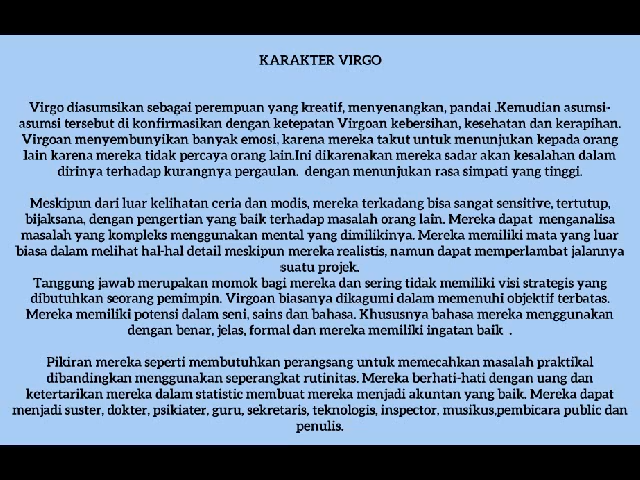 KARAKTER VIRGO
Virgo diasumsikan sebagai perempuan yang kreatif, menyenangkan, pandai .Kemudian asumsi-
asumsi tersebut di konfirmasikan dengan ketepatan Virgoan kebersihan, kesehatan dan kerapihan.
Virgoan menyembunyikan banyak emosi, karena mereka takut untuk menunjukan kepada orang
lain karena mereka tidak percaya orang lain.Ini dikarenakan mereka sadar akan kesalahan dalam
dirinya terhadap kurangnya pergaulan. dengan menunjukan rasa simpati yang tinggi.
Meskipun dari luar kelihatan ceria dan modis, mereka terkadang bisa sangat sensitive, tertutup,
bijaksana, dengan pengertian yang baik terhadap masalah orang lain. Mereka dapat menganalisa
masalah yang kompleks menggunakan mental yang dimilikinya. Mereka memiliki mata yang luar
biasa dalam melihat hal-hal detail meskipun mereka realistis, namun dapat memperlambat jalannya
suatu projek.
Tanggung jawab merupakan momok bagi mereka dan sering tidak memiliki visi strategis yang
dibutuhkan seorang pemimpin. Virgoan biasanya dikagumi dalam memenuhi objektif terbatas.
Mereka memiliki potensi dalam seni, sains dan bahasa. Khususnya bahasa mereka menggunakan
dengan benar, jelas, formal dan mereka memiliki ingatan baik .
Pikiran mereka seperti membutuhkan perangsang untuk memecahkan masalah praktikal
dibandingkan menggunakan seperangkat rutinitas. Mereka berhati-hati dengan uang dan
ketertarikan mereka dalam statistic membuat mereka menjadi akuntan yang baik. Mereka dapat
menjadi suster, dokter, psikiater, guru, sekretaris, teknologis, inspector, musikus,pembicara public dan
penulis.